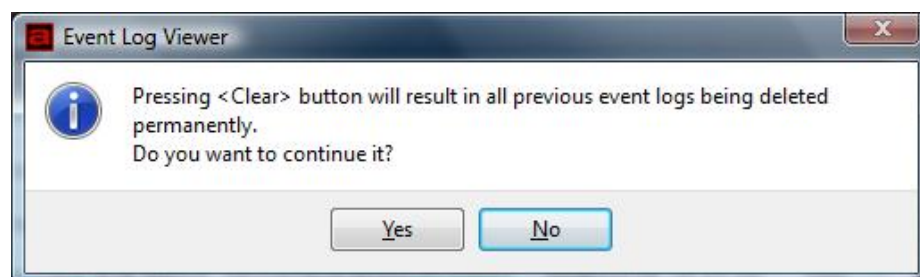 Event Log Viewer
Pressing <Clear> button will result in all previous event logs being deleted
permanently.
Do you want to continue it?
Yes No